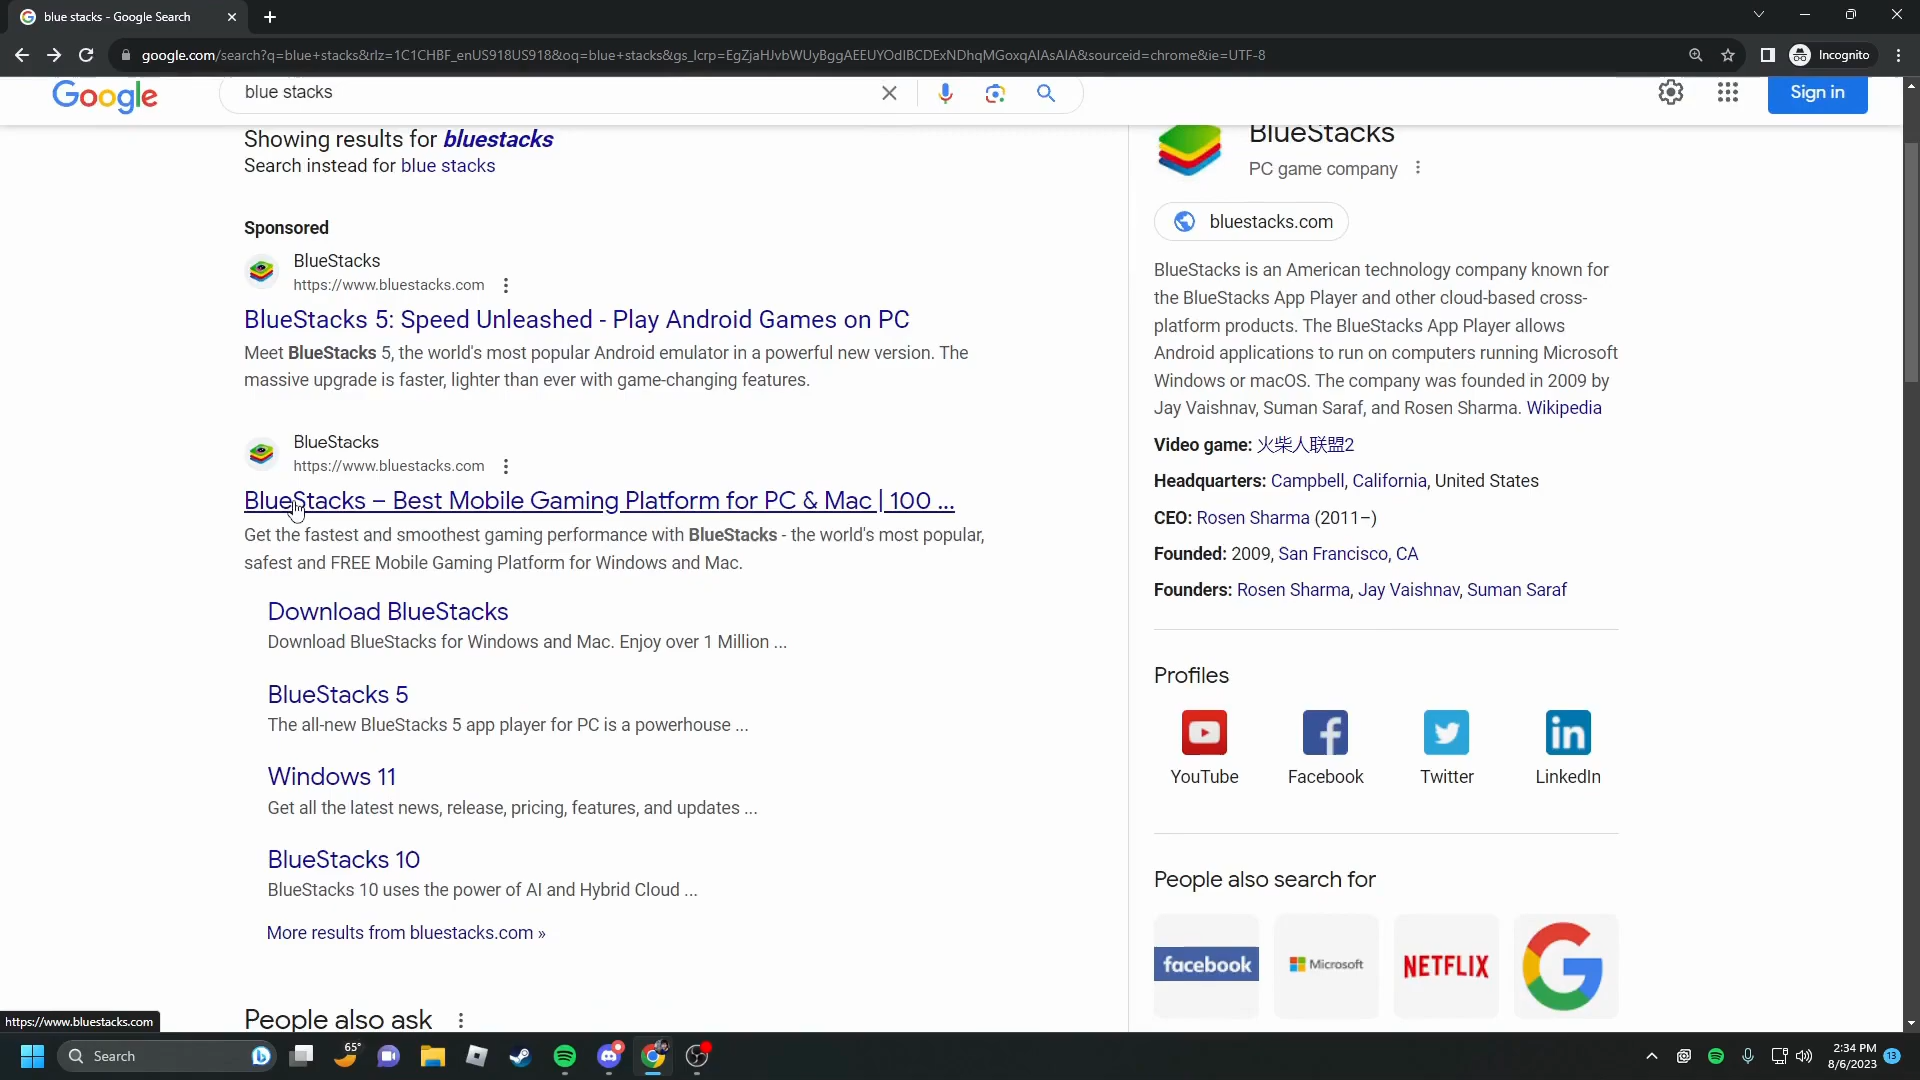 blue stacks - Google Search
google.com/search?q=blue+stacks&rlz=1C1CHBF_enUS918US918&oq=blue+stacks&gs_lcrp=EgZjaHJvbWUyBggAEEUYOdIBCDExNDhqMGoxqAIAsAIA&sourceid=chrome&ie=UTF-8
Incognito
Google
blue stacks
Sign in
Showing results for bluestacks
Search instead for blue stacks
Sponsored
BlueStacks
https://www.bluestacks.com
BlueStacks 5: Speed Unleashed - Play Android Games on PC
Meet BlueStacks 5, the world's most popular Android emulator in a powerful new version. The
massive upgrade is faster, lighter than ever with game-changing features.
BlueStacks
https://www.bluestacks.com
BlueStacks – Best Mobile Gaming Platform for PC & Mac | 100 ...
Get the fastest and smoothest gaming performance with BlueStacks - the world's most popular,
safest and FREE Mobile Gaming Platform for Windows and Mac.
Download BlueStacks
Download BlueStacks for Windows and Mac. Enjoy over 1 Million ...
BlueStacks 5
The all-new BlueStacks 5 app player for PC is a powerhouse ...
Windows 11
Get all the latest news, release, pricing, features, and updates ...
BlueStacks 10
BlueStacks 10 uses the power of AI and Hybrid Cloud ...
More results from bluestacks.com »
People also ask
BlueStacks
PC game company
bluestacks.com
BlueStacks is an American technology company known for
the BlueStacks App Player and other cloud-based cross-
platform products. The BlueStacks App Player allows
Android applications to run on computers running Microsoft
Windows or macOS. The company was founded in 2009 by
Jay Vaishnav, Suman Saraf, and Rosen Sharma. Wikipedia
Video game: 火柴人联盟2
Headquarters: Campbell, California, United States
CEO: Rosen Sharma (2011–)
Founded: 2009, San Francisco, CA
Founders: Rosen Sharma, Jay Vaishnav, Suman Saraf
Profiles
YouTube
Facebook
Twitter
LinkedIn
People also search for
facebook
Microsoft
NETFLIX
https://www.bluestacks.com
Search
65°
2:34 PM
8/6/2023
13